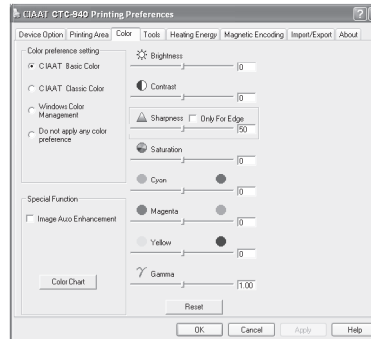 CIAAT CTC-940 Printing Preferences
?
Device Option Printing Area Color Tools Heating Energy Magnetic Encoding Import/Export About
Color preference setting
CIAAT Basic Color
CIAAT Classic Color
Windows Color
Management
Do not apply any color
preference
Special Function
Image Auto Enhancement
Color Chart
Brightness
0
Contrast
0
Sharpness Only For Edge
50
Saturation
0
Cyan
0
Magenta
0
Yellow
0
Gamma
1.00
Reset
OK Cancel Apply Help